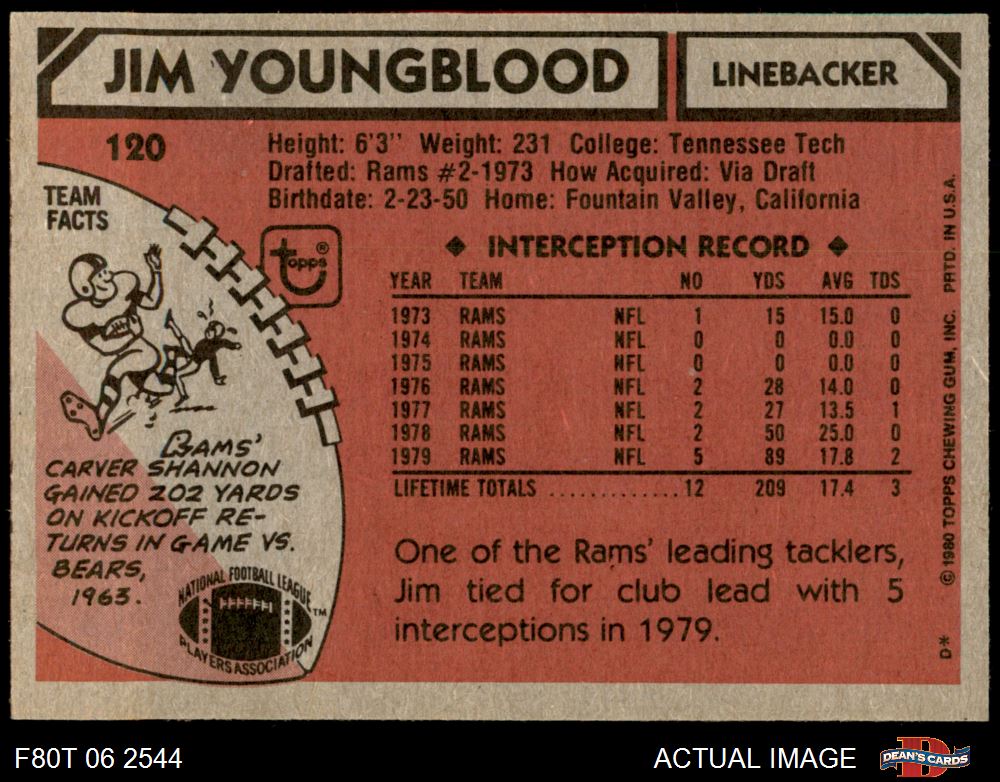 JIM YOUNGBLOOD
LINEBACKER
120
Height: 6'3" Weight: 231 College: Tennessee Tech
Drafted: Rams #2-1973 How Acquired: Via Draft
Birthdate: 2-23-50 Home: Fountain Valley, California
TEAM
FACTS
topps®
◆ INTERCEPTION RECORD ◆
YEAR TEAM NO YDS AVG TDS
1973 RAMS NFL 1 15 15.0 0
1974 RAMS NFL 0 0 0.0 0
1975 RAMS NFL 0 0 0.0 0
1976 RAMS NFL 2 28 14.0 0
1977 RAMS NFL 2 27 13.5 1
1978 RAMS NFL 2 50 25.0 0
1979 RAMS NFL 5 89 17.8 2
LIFETIME TOTALS ............. 12 209 17.4 3
RAMS'
CARVER SHANNON
GAINED 202 YARDS
ON KICKOFF RE-
TURNS IN GAME VS.
BEARS,
1963.
NATIONAL FOOTBALL LEAGUE
PLAYERS ASSOCIATION
TM
One of the Rams' leading tacklers,
Jim tied for club lead with 5
interceptions in 1979.
© 1980 TOPPS CHEWING GUM, INC. PRTD. IN U.S.A.
D*
F80T 06 2544
ACTUAL IMAGE
DEAN'S CARDS